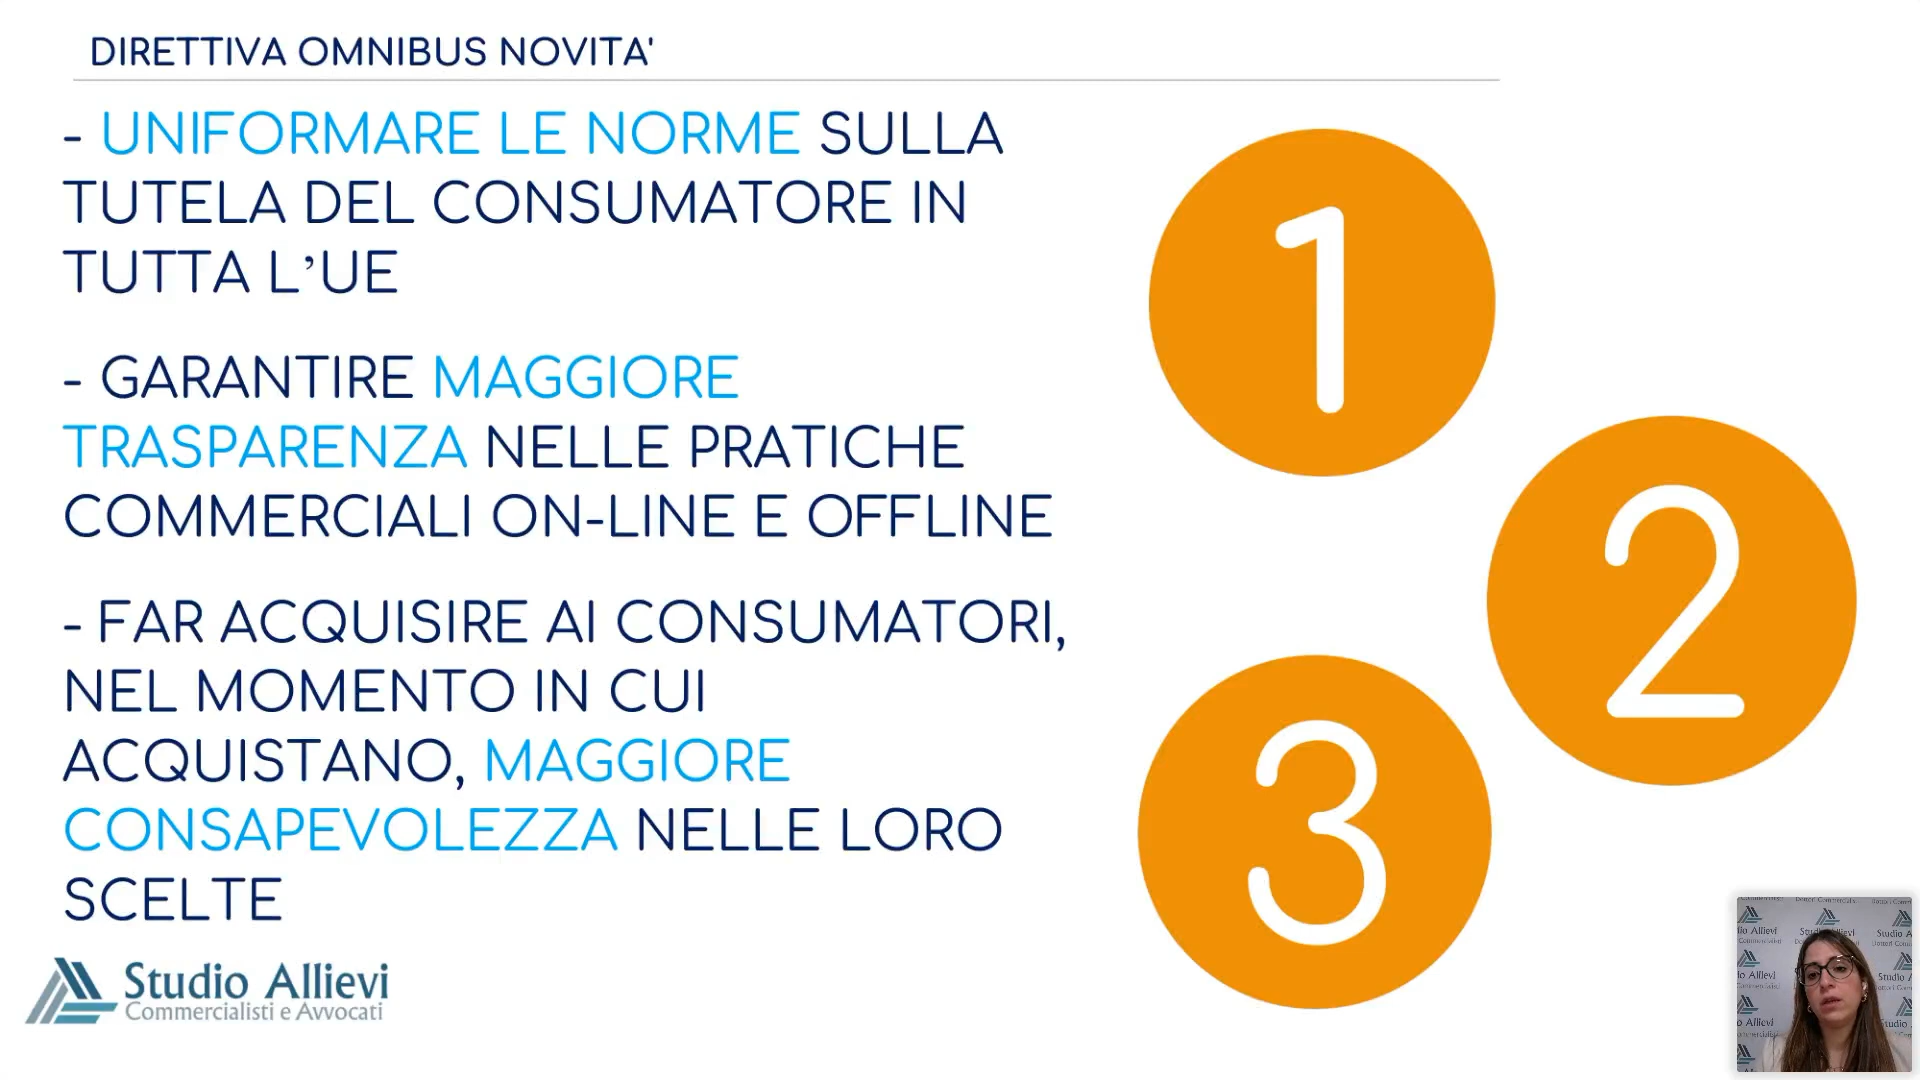 DIRETTIVA OMNIBUS NOVITA'
- UNIFORMARE LE NORME SULLA
TUTELA DEL CONSUMATORE IN
TUTTA L’UE
- GARANTIRE MAGGIORE
TRASPARENZA NELLE PRATICHE
COMMERCIALI ON-LINE E OFFLINE
- FAR ACQUISIRE AI CONSUMATORI,
NEL MOMENTO IN CUI
ACQUISTANO, MAGGIORE
CONSAPEVOLEZZA NELLE LORO
SCELTE
1
2
3
Studio Allievi
Commercialisti e Avvocati